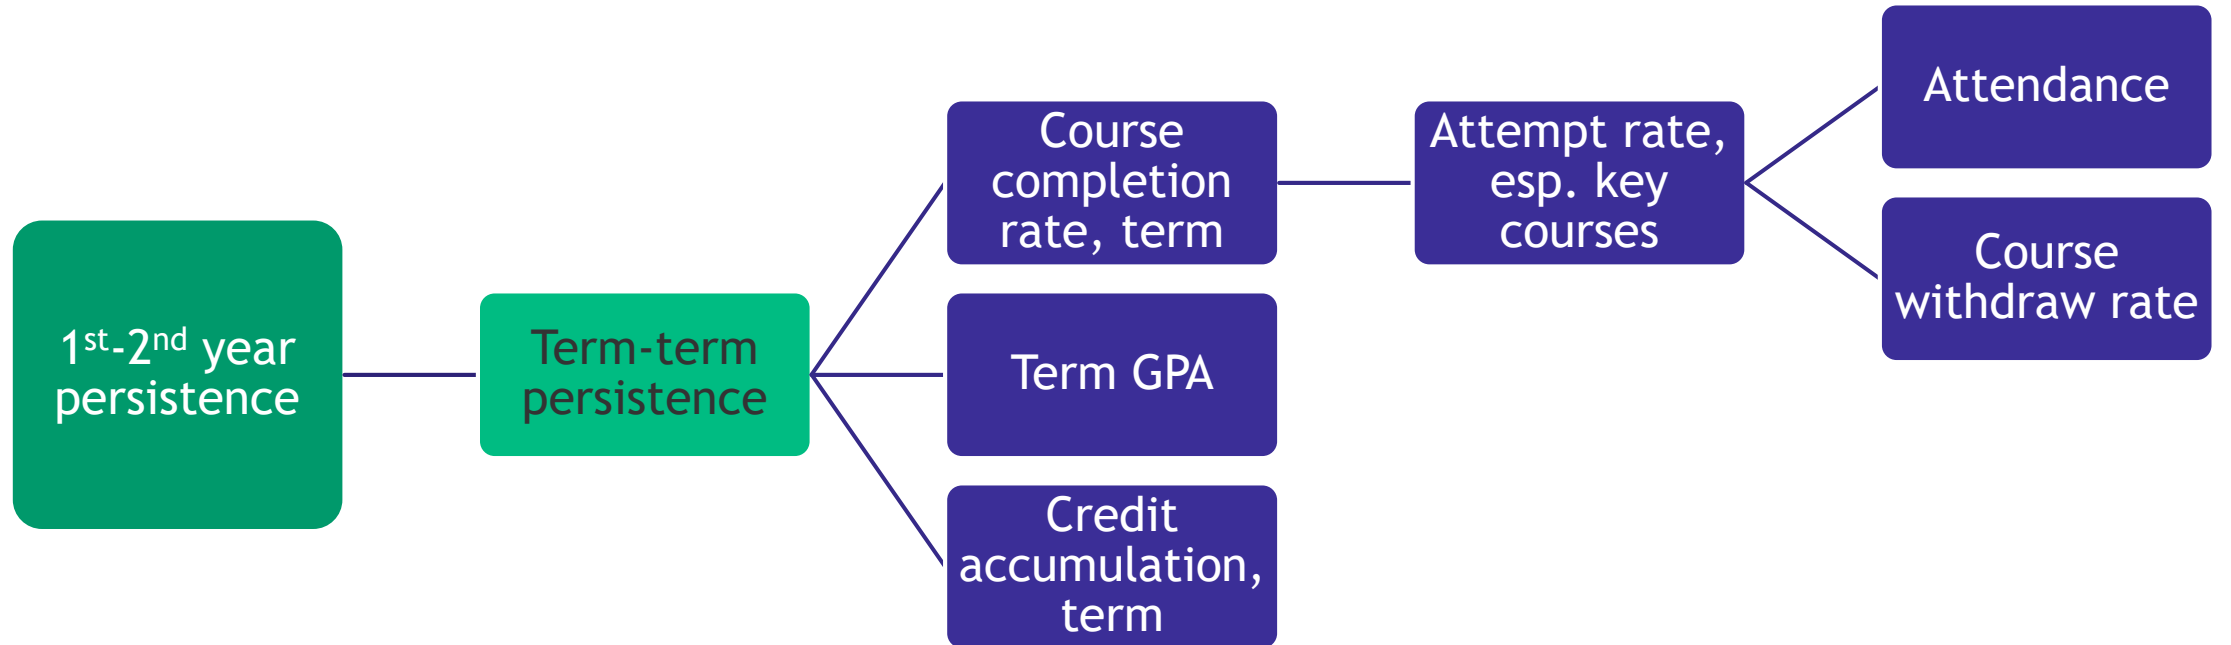 1st-2nd year
persistence
Term-term
persistence
Course
completion
rate, term
Term GPA
Credit
accumulation,
term
Attempt rate,
esp. key
courses
Attendance
Course
withdraw rate